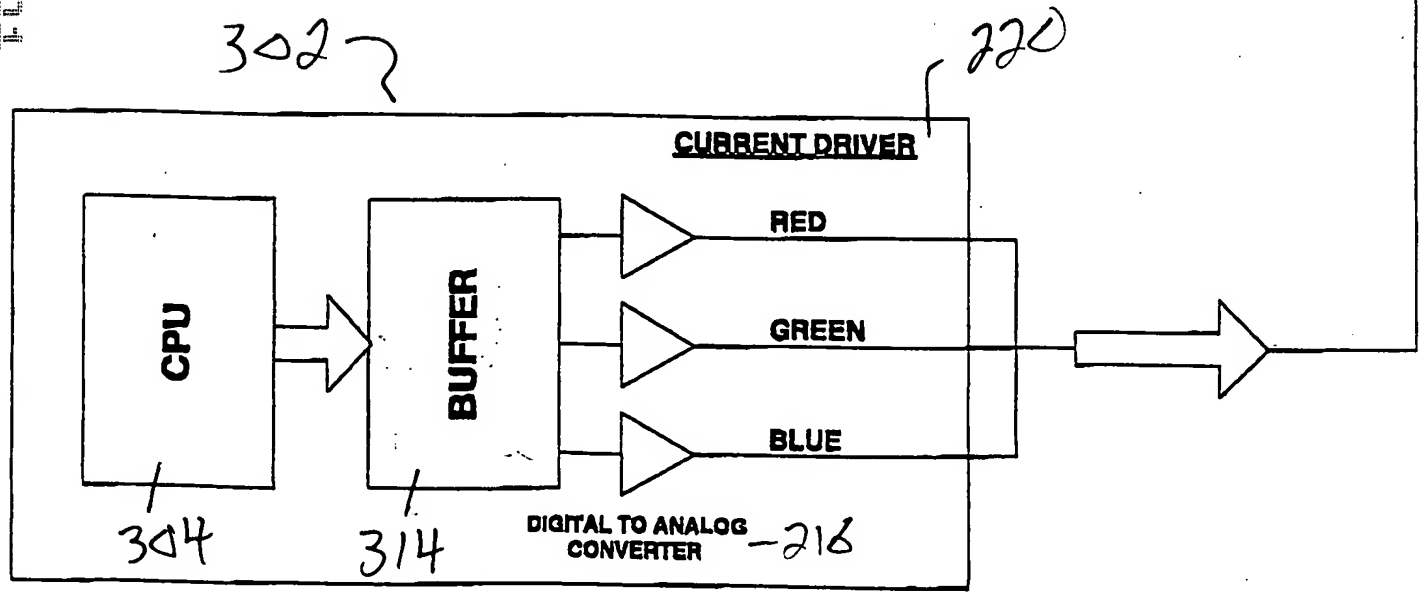 302
220
CURRENT DRIVER
RED
CPU
BUFFER
GREEN
BLUE
304
314
DIGITAL TO ANALOG
CONVERTER
-216